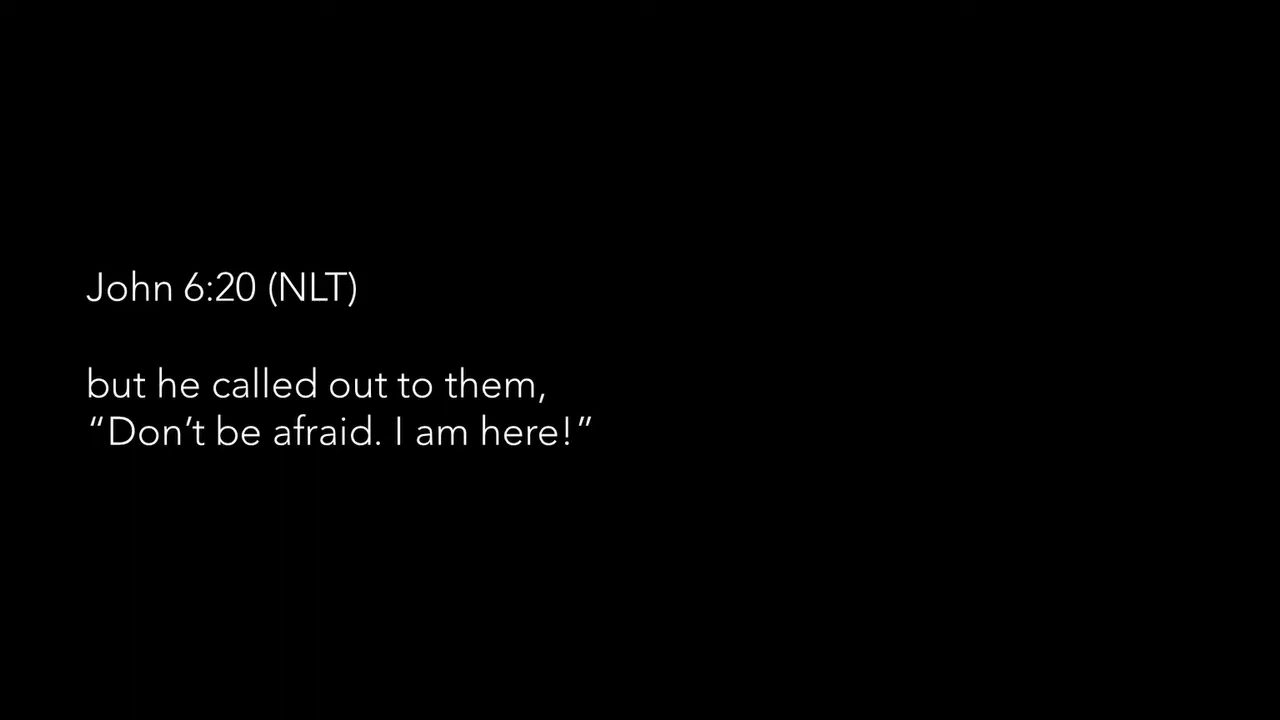 John 6:20 (NLT)
but he called out to them,
“Don’t be afraid. I am here!”